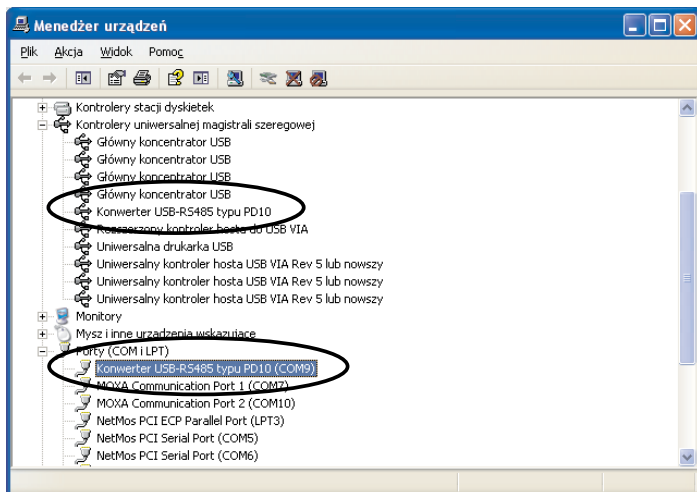 Menedżer urządzeń
Plik Akcja Widok Pomoc
Kontrolery stacji dyskietek
Kontrolery uniwersalnej magistrali szeregowej
Główny koncentrator USB
Główny koncentrator USB
Główny koncentrator USB
Główny koncentrator USB
Konwerter USB-RS485 typu PD10
Rozszerzony kontroler hosta do USB VIA
Uniwersalna drukarka USB
Uniwersalny kontroler hosta USB VIA Rev 5 lub nowszy
Uniwersalny kontroler hosta USB VIA Rev 5 lub nowszy
Uniwersalny kontroler hosta USB VIA Rev 5 lub nowszy
Monitory
Mysz i inne urządzenia wskazujące
Porty (COM i LPT)
Konwerter USB-RS485 typu PD10 (COM9)
MOXA Communication Port 1 (COM7)
MOXA Communication Port 2 (COM10)
NetMos PCI ECP Parallel Port (LPT3)
NetMos PCI Serial Port (COM5)
NetMos PCI Serial Port (COM6)